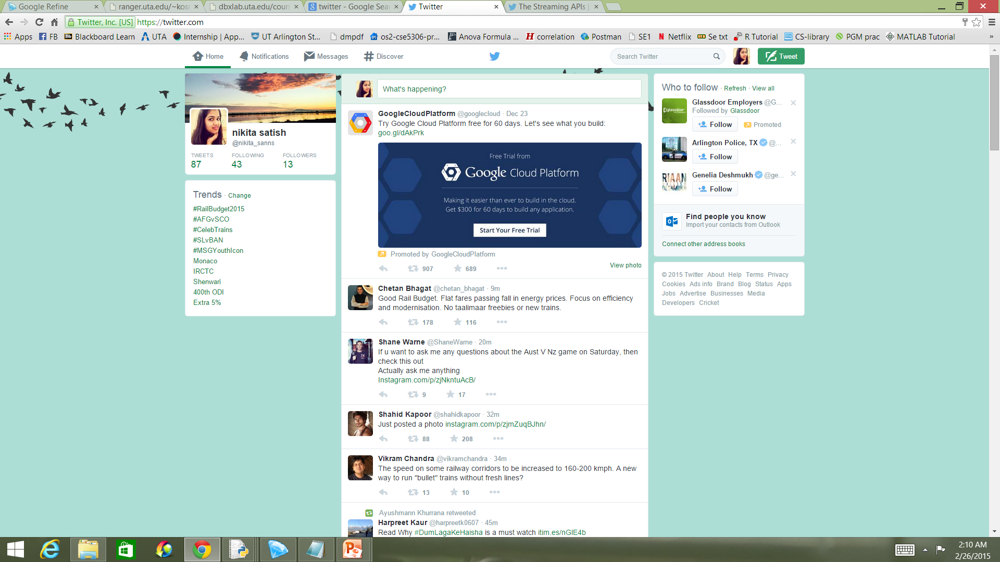 Google Refine
ranger.uta.edu/~kosr
dbxlab.uta.edu/cours
twitter - Google Sear
Twitter
The Streaming APIs |
Twitter, Inc. [US] https://twitter.com
Apps FB Blackboard Learn UTA Internship | App... UT Arlington St... dmpdf os2-cse5306-pr... Anova Formula ... correlation Postman SE1 Netflix Se txt R Tutorial CS-library PGM prac MATLAB Tutorial »
Home Notifications Messages Discover
Search Twitter
Tweet
nikita satish
@nikita_sanns
TWEETS FOLLOWING FOLLOWERS
87 43 13
Trends · Change
#RailBudget2015
#AFGvSCO
#CelebTrains
#SLvBAN
#MSGYouthIcon
Monaco
IRCTC
Shenwari
400th ODI
Extra 5%
What's happening?
GoogleCloudPlatform @googlecloud · Dec 23
Try Google Cloud Platform free for 60 days. Let's see what you build:
goo.gl/dAkPrk
Free Trial from
Google Cloud Platform
Making it easier than ever to build in the cloud.
Get $300 for 60 days to build any application.
Start Your Free Trial
Promoted by GoogleCloudPlatform
907 689
View photo
Chetan Bhagat @chetan_bhagat · 9m
Good Rail Budget. Flat fares passing fall in energy prices. Focus on efficiency
and modernisation. No taalimaar freebies or new trains.
178 116
Shane Warne @ShaneWarne · 20m
If u want to ask me any questions about the Aust V Nz game on Saturday, then
check this out
Actually ask me anything
Instagram.com/p/zjNkntuAcB/
9 17
Shahid Kapoor @shahidkapoor · 32m
Just posted a photo instagram.com/p/zjmZuqBJhn/
88 208
Vikram Chandra @vikramchandra · 34m
The speed on some railway corridors to be increased to 160-200 kmph. A new
way to run "bullet" trains without fresh lines?
13 10
Ayushmann Khurrana retweeted
Harpreet Kaur @harpreetk0607 · 45m
Read Why #DumLagaKeHaisha is a must watch itim.es/nGlE4b
Who to follow · Refresh · View all
glassdoor
Glassdoor Employers @G...
Followed by Glassdoor
Follow Promoted
Arlington Police, TX @...
Follow
RIAAN
DESHMUKH
Genelia Deshmukh @ge...
Follow
Find people you know
Import your contacts from Outlook
Connect other address books
© 2015 Twitter About Help Terms Privacy
Cookies Ads info Brand Blog Status Apps
Jobs Advertise Businesses Media
Developers Cricket
2:10 AM
2/26/2015